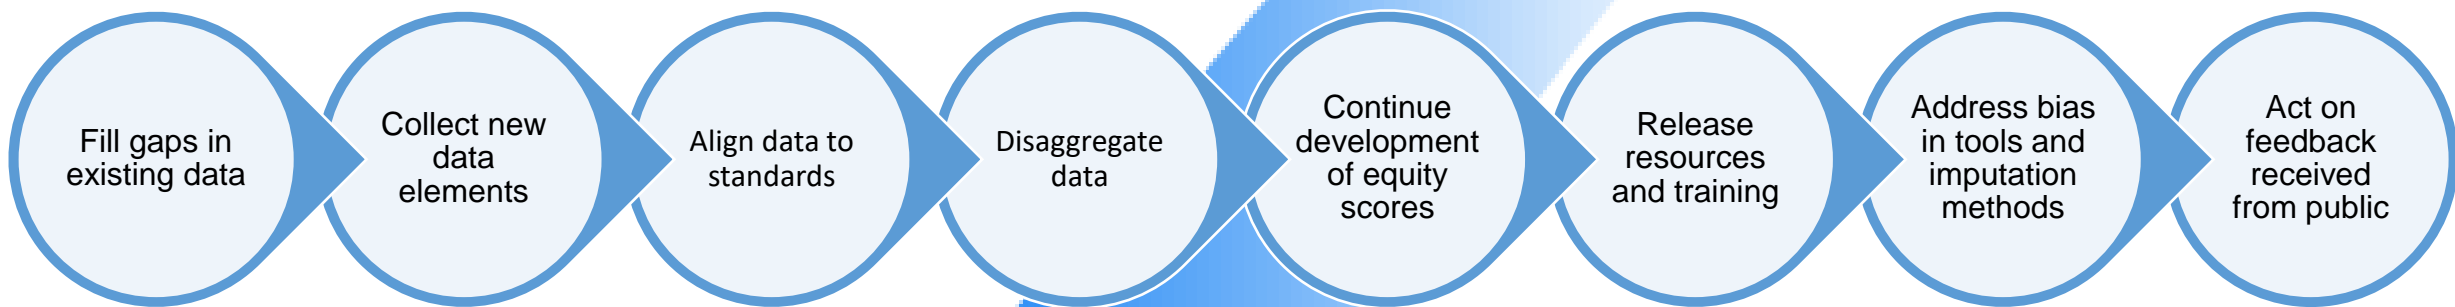 Fill gaps in
existing data
Collect new
data
elements
Align data to
standards
Disaggregate
data
Continue
development
of equity
scores
Release
resources
and training
Address bias
in tools and
imputation
methods
Act on
feedback
received
from public